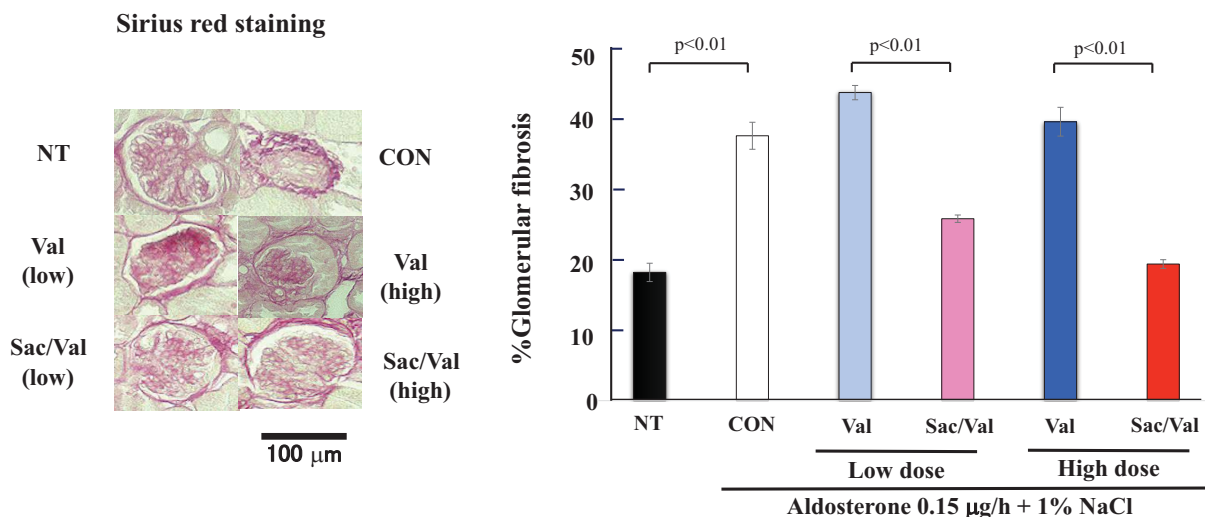 Sirius red staining
NT
CON
Val
(low)
Val
(high)
Sac/Val
(low)
Sac/Val
(high)
100 μm
%Glomerular fibrosis
50
40
30
20
10
0
p<0.01
p<0.01
p<0.01
NT
CON
Val
Sac/Val
Val
Sac/Val
Low dose
High dose
Aldosterone 0.15 μg/h + 1% NaCl